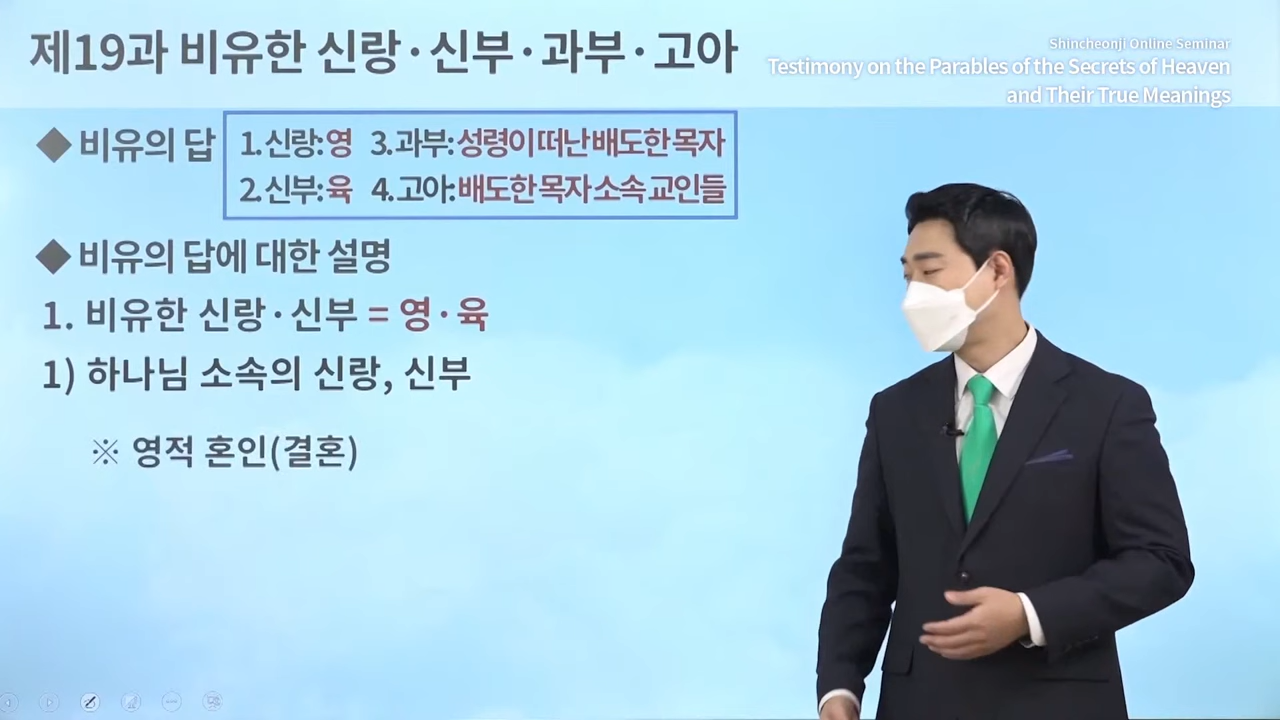 제19과 비유한 신랑·신부·과부·고아
Shincheonji Online Seminar
Testimony on the Parables of the Secrets of Heaven
and Their True Meanings
◆ 비유의 답
1.신랑:영 3.과부:성령이 떠난 배도한 목자
2.신부:육 4.고아:배도한 목자 소속 교인들
◆ 비유의 답에 대한 설명
1. 비유한 신랑·신부 = 영·육
1) 하나님 소속의 신랑, 신부
※ 영적 혼인(결혼)